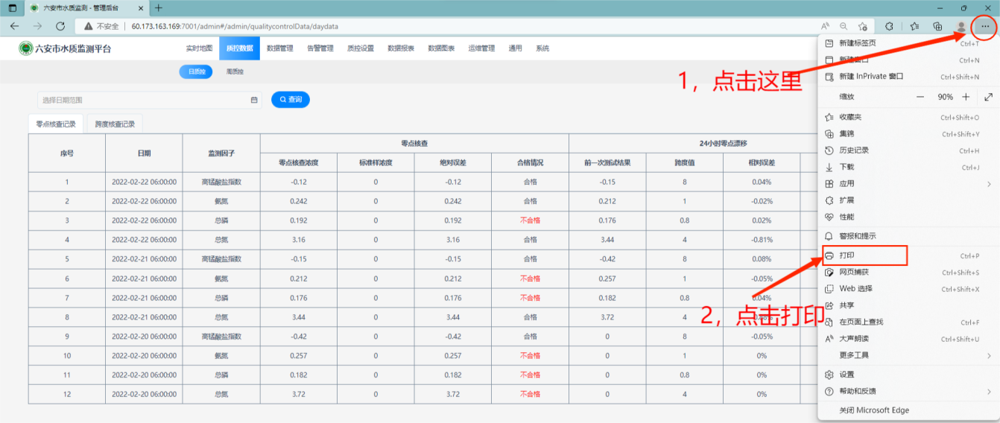 六安市水质监测 - 管理后台
不安全 60.173.163.169:7001/admin#/admin/qualitycontrolData/daydata
六安市水质监测平台 实时地图 质控数据 数据管理 告警管理 质控设置 数据报表 数据图表 运维管理 通用 系统
日质控 周质控
选择日期范围 查询
零点核查记录 跨度核查记录
序号 日期 监测因子 零点核查 24小时零点漂移
零点核查浓度 标准样浓度 绝对误差 合格情况 前一次测试结果 跨度值 相对误差
1 2022-02-22 06:00:00 高锰酸盐指数 -0.12 0 -0.12 合格 -0.15 8 0.04%
2 2022-02-22 06:00:00 氨氮 0.242 0 0.242 合格 0.212 1 -0.02%
3 2022-02-22 06:00:00 总磷 0.192 0 0.192 不合格 0.176 0.8 0.02%
4 2022-02-22 06:00:00 总氮 3.16 0 3.16 合格 3.44 4 -0.81%
5 2022-02-21 06:00:00 高锰酸盐指数 -0.15 0 -0.15 合格 -0.42 8 0.08%
6 2022-02-21 06:00:00 氨氮 0.212 0 0.212 不合格 0.257 1 -0.05%
7 2022-02-21 06:00:00 总磷 0.176 0 0.176 不合格 0.182 0.8 0.04%
8 2022-02-21 06:00:00 总氮 3.44 0 3.44 合格 3.72 4
9 2022-02-20 06:00:00 高锰酸盐指数 -0.42 0 -0.42 合格 0 8 -0.05%
10 2022-02-20 06:00:00 氨氮 0.257 0 0.257 不合格 0 1 0%
11 2022-02-20 06:00:00 总磷 0.182 0 0.182 不合格 0 0.8 0%
12 2022-02-20 06:00:00 总氮 3.72 0 3.72 不合格 0 4 0%
1，点击这里
2，点击打印
新建标签页 Ctrl+T
新建窗口 Ctrl+N
新建 InPrivate 窗口 Ctrl+Shift+N
缩放 — 90% +
收藏夹 Ctrl+Shift+O
集锦 Ctrl+Shift+Y
历史记录 Ctrl+H
下载 Ctrl+J
应用
扩展
性能
警报和提示
打印 Ctrl+P
网页捕获 Ctrl+Shift+S
Web 选择 Ctrl+Shift+X
共享
在页面上查找 Ctrl+F
大声朗读 Ctrl+Shift+U
更多工具
设置
帮助和反馈
关闭 Microsoft Edge